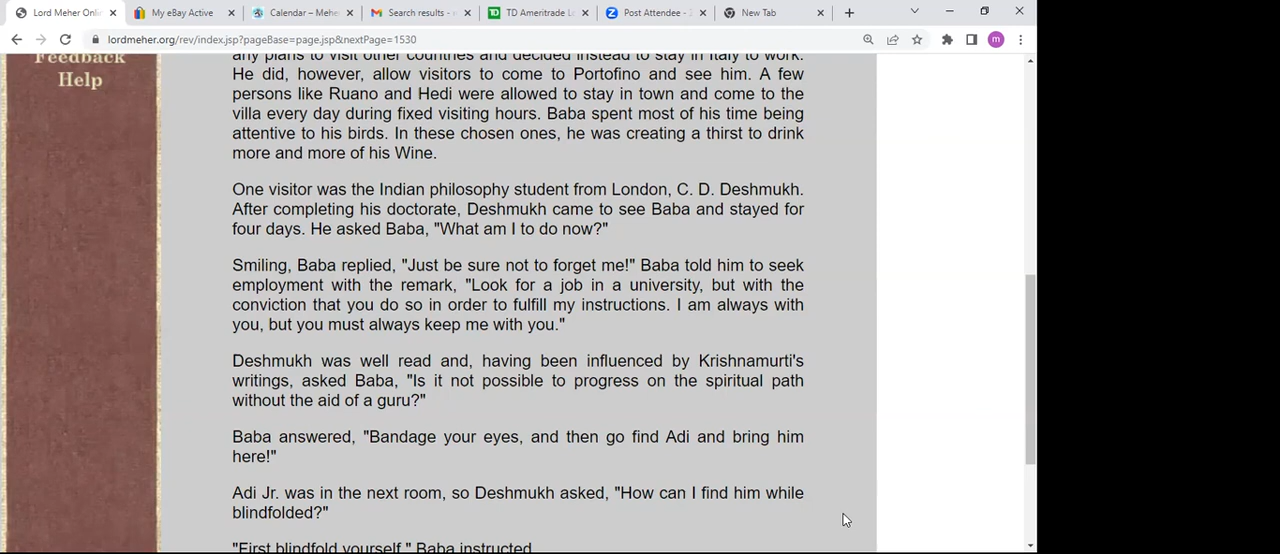 Lord Meher Onli
My eBay Active
Calendar – Mehe
Search results -
TD Ameritrade Lo
Post Attendee -
New Tab
lordmeher.org/rev/index.jsp?pageBase=page.jsp&nextPage=1530
m
Feedback
Help
any plans to visit other countries and decided instead to stay in Italy to work.
He did, however, allow visitors to come to Portofino and see him. A few
persons like Ruano and Hedi were allowed to stay in town and come to the
villa every day during fixed visiting hours. Baba spent most of his time being
attentive to his birds. In these chosen ones, he was creating a thirst to drink
more and more of his Wine.
One visitor was the Indian philosophy student from London, C. D. Deshmukh.
After completing his doctorate, Deshmukh came to see Baba and stayed for
four days. He asked Baba, "What am I to do now?"
Smiling, Baba replied, "Just be sure not to forget me!" Baba told him to seek
employment with the remark, "Look for a job in a university, but with the
conviction that you do so in order to fulfill my instructions. I am always with
you, but you must always keep me with you."
Deshmukh was well read and, having been influenced by Krishnamurti's
writings, asked Baba, "Is it not possible to progress on the spiritual path
without the aid of a guru?"
Baba answered, "Bandage your eyes, and then go find Adi and bring him
here!"
Adi Jr. was in the next room, so Deshmukh asked, "How can I find him while
blindfolded?"
"First blindfold yourself," Baba instructed